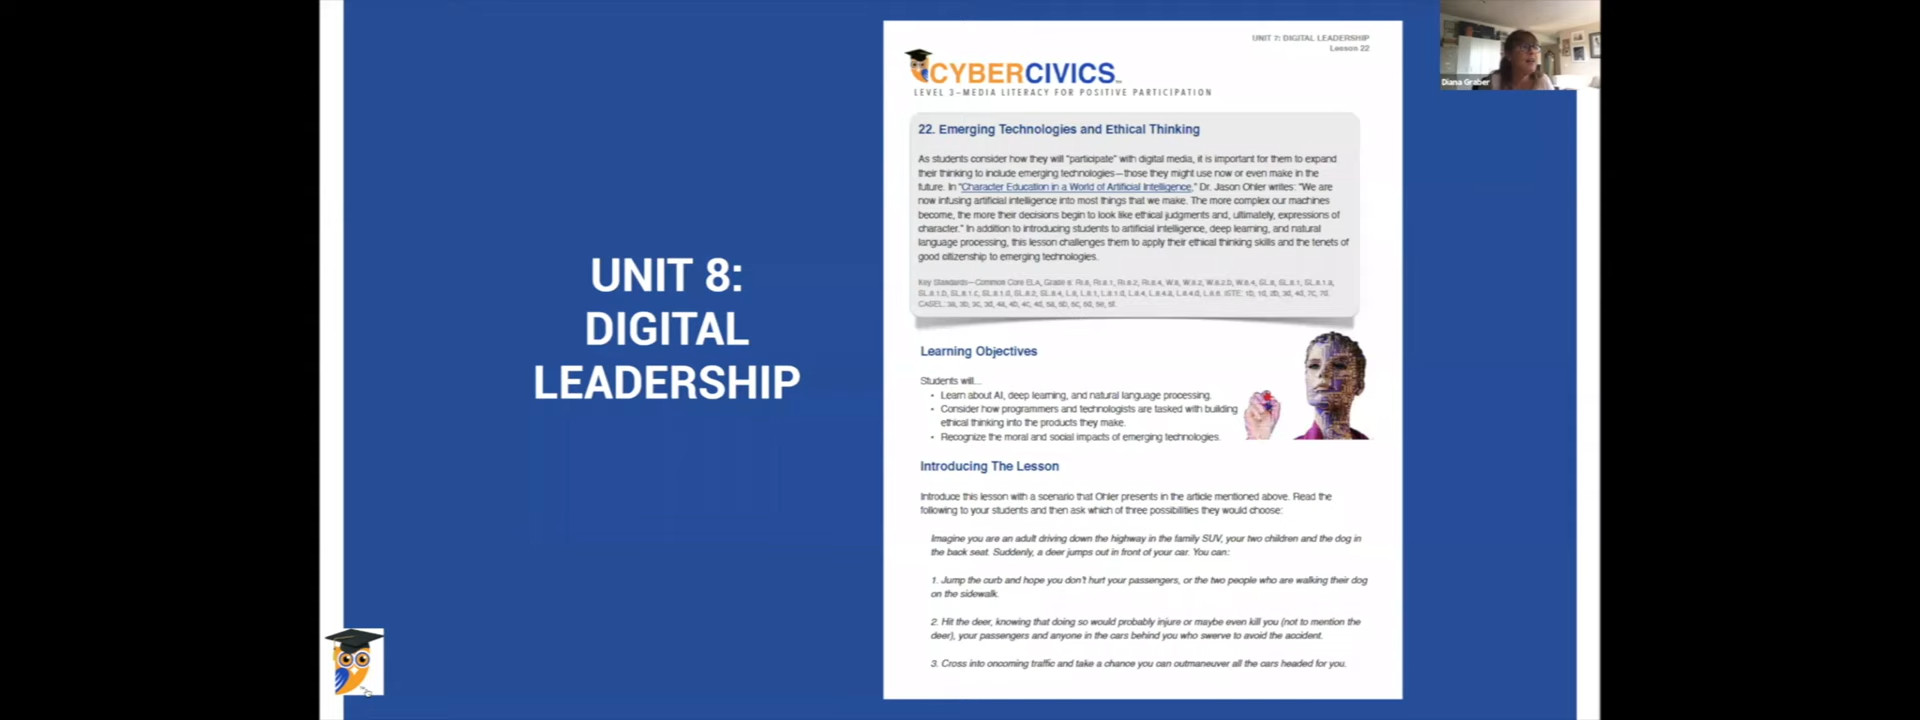 UNIT 8:
DIGITAL
LEADERSHIP
UNIT 7: DIGITAL LEADERSHIP
Lesson 22
CYBERCIVICS
LEVEL 3–MEDIA LITERACY FOR POSITIVE PARTICIPATION
22. Emerging Technologies and Ethical Thinking
As students consider how they will "participate" with digital media, it is important for them to expand
their thinking to include emerging technologies—those they might use now or even make in the
future. In "Character Education in a World of Artificial Intelligence," Dr. Jason Ohler writes: "We are
now infusing artificial intelligence into most things that we make. The more complex our machines
become, the more their decisions begin to look like ethical judgments and, ultimately, expressions of
character." In addition to introducing students to artificial intelligence, deep learning, and natural
language processing, this lesson challenges them to apply their ethical thinking skills and the tenets of
good citizenship to emerging technologies.
Key Standards—Common Core ELA, Grade
Learning Objectives
Students will...
• Learn about AI, deep learning, and natural language processing.
• Consider how programmers and technologists are tasked with building
ethical thinking into the products they make.
• Recognize the moral and social impacts of emerging technologies.
Introducing The Lesson
Introduce this lesson with a scenario that Ohler presents in the article mentioned above. Read the
following to your students and then ask which of three possibilities they would choose:
Imagine you are an adult driving down the highway in the family SUV, your two children and the dog in
the back seat. Suddenly, a deer jumps out in front of your car. You can:
1. Jump the curb and hope you don't hurt your passengers, or the two people who are walking their dog
on the sidewalk.
2. Hit the deer, knowing that doing so would probably injure or maybe even kill you (not to mention the
deer), your passengers and anyone in the cars behind you who swerve to avoid the accident.
3. Cross into oncoming traffic and take a chance you can outmaneuver all the cars headed for you.
Diana Graber